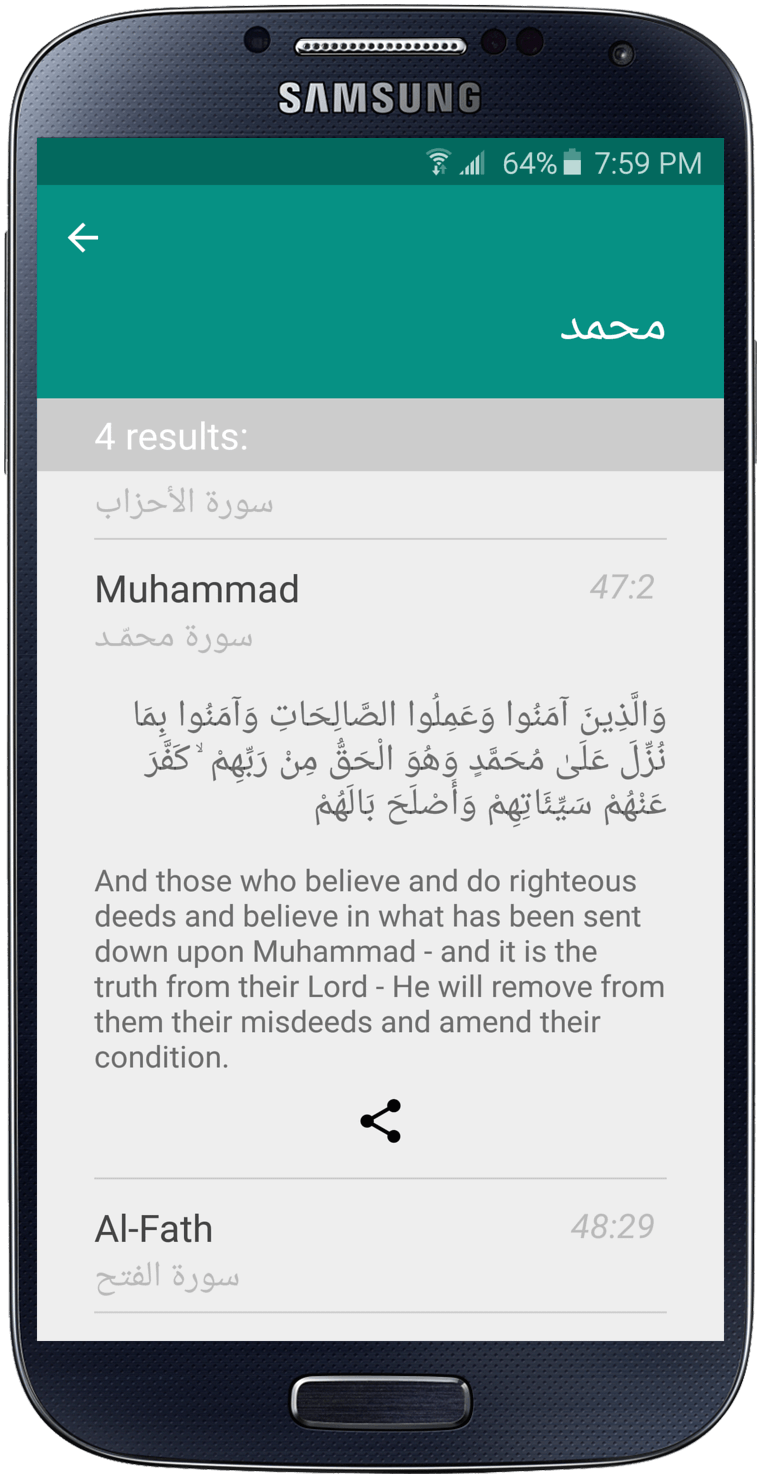 SAMSUNG
64% 7:59 PM
محمد
4 results:
سورة الأحزاب
Muhammad 47:2
سورة محمّـد
وَالَّذِينَ آمَنُوا وَعَمِلُوا الصَّالِحَاتِ وَآمَنُوا بِمَا
نُزِّلَ عَلَىٰ مُحَمَّدٍ وَهُوَ الْحَقُّ مِنْ رَبِّهِمْ ۙ كَفَّرَ
عَنْهُمْ سَيِّئَاتِهِمْ وَأَصْلَحَ بَالَهُمْ
And those who believe and do righteous
deeds and believe in what has been sent
down upon Muhammad - and it is the
truth from their Lord - He will remove from
them their misdeeds and amend their
condition.
Al-Fath 48:29
سورة الفتح